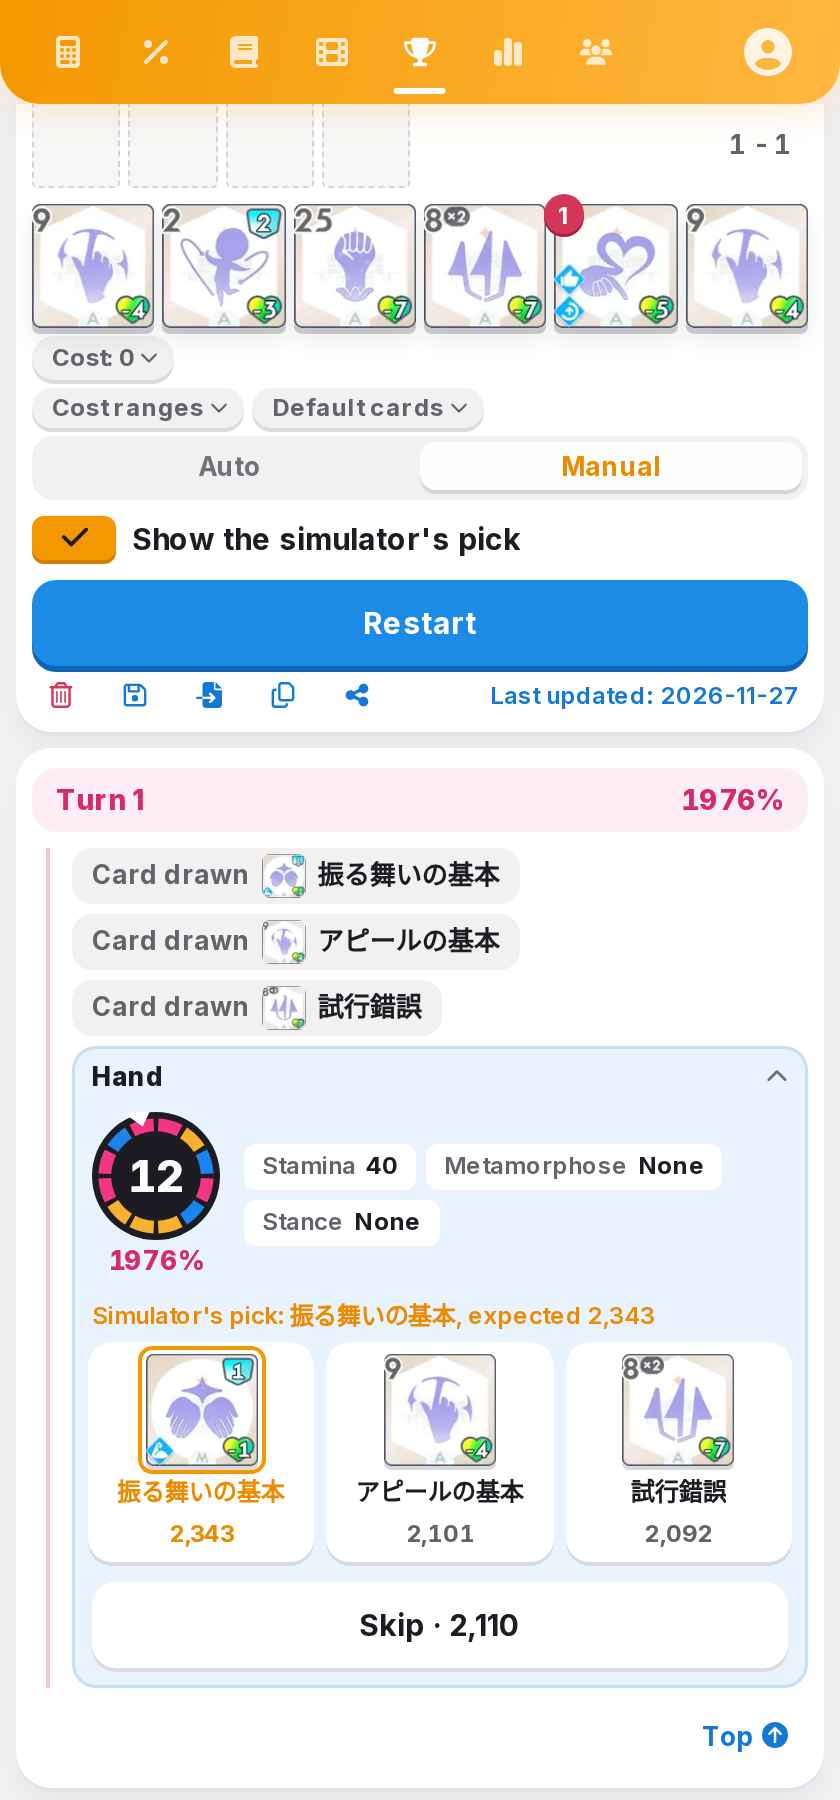 1 - 1
9 -4 A
2 2 -3 A
25 -7 A
8 ×2 -7 A
1 -5 A
9 -4 A
Cost: 0
Cost ranges Default cards
Auto Manual
Show the simulator's pick
Restart
Last updated: 2026-11-27
Turn 1 1976%
Card drawn 振る舞いの基本
Card drawn アピールの基本
Card drawn 試行錯誤
Hand
12
1976%
Stamina 40 Metamorphose None
Stance None
Simulator's pick: 振る舞いの基本, expected 2,343
1 -1 M
9 -4 A
8 ×2 -7 A
振る舞いの基本 アピールの基本 試行錯誤
2,343 2,101 2,092
Skip · 2,110
Top